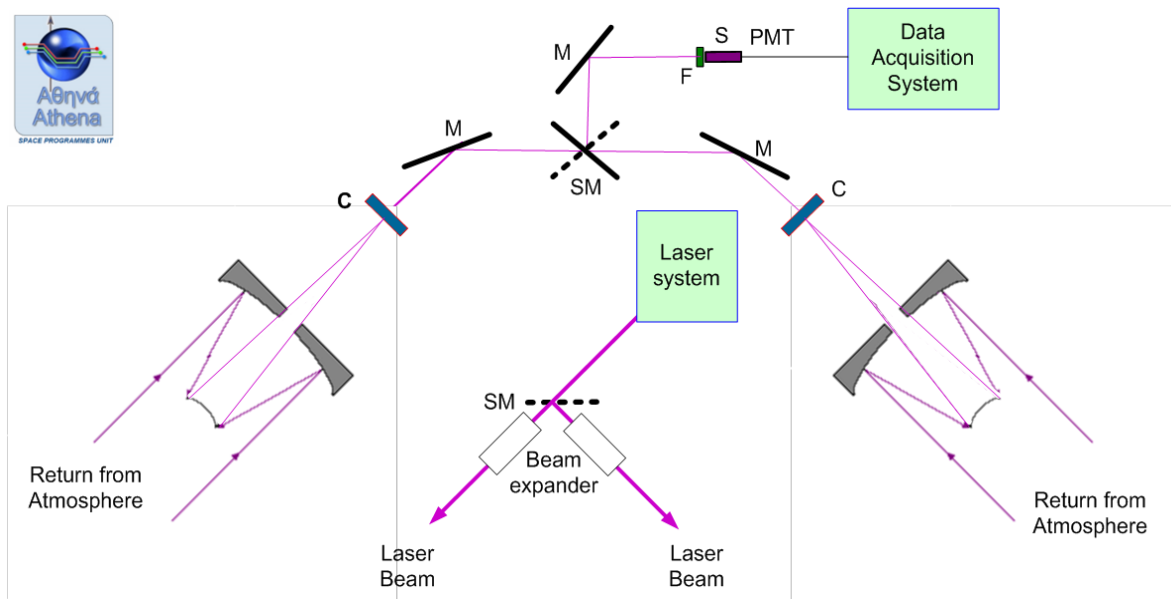 Αθηνά
Athena
SPACE PROGRAMMES UNIT
M
S
PMT
F
Data
Acquisition
System
M
SM
M
C
C
Laser
system
SM
Beam
expander
Return from
Atmosphere
Return from
Atmosphere
Laser
Beam
Laser
Beam